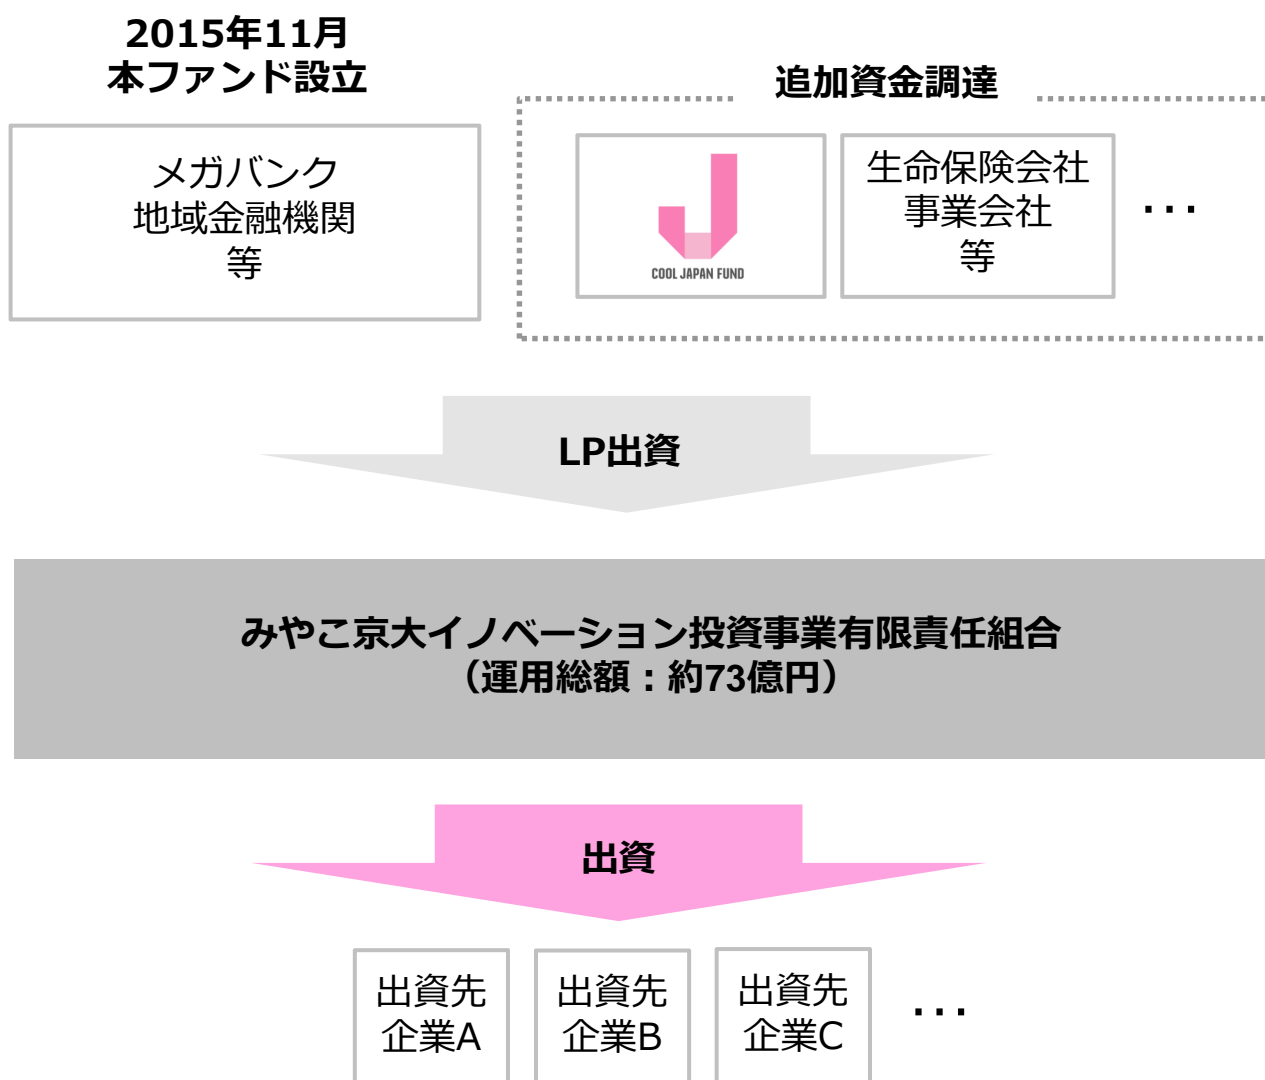 2015年11月
本ファンド設立
メガバンク
地域金融機関
等
追加資金調達
COOL JAPAN FUND
生命保険会社
事業会社
等
…
LP出資
みやこ京大イノベーション投資事業有限責任組合
（運用総額：約73億円）
出資
出資先
企業A
出資先
企業B
出資先
企業C
…